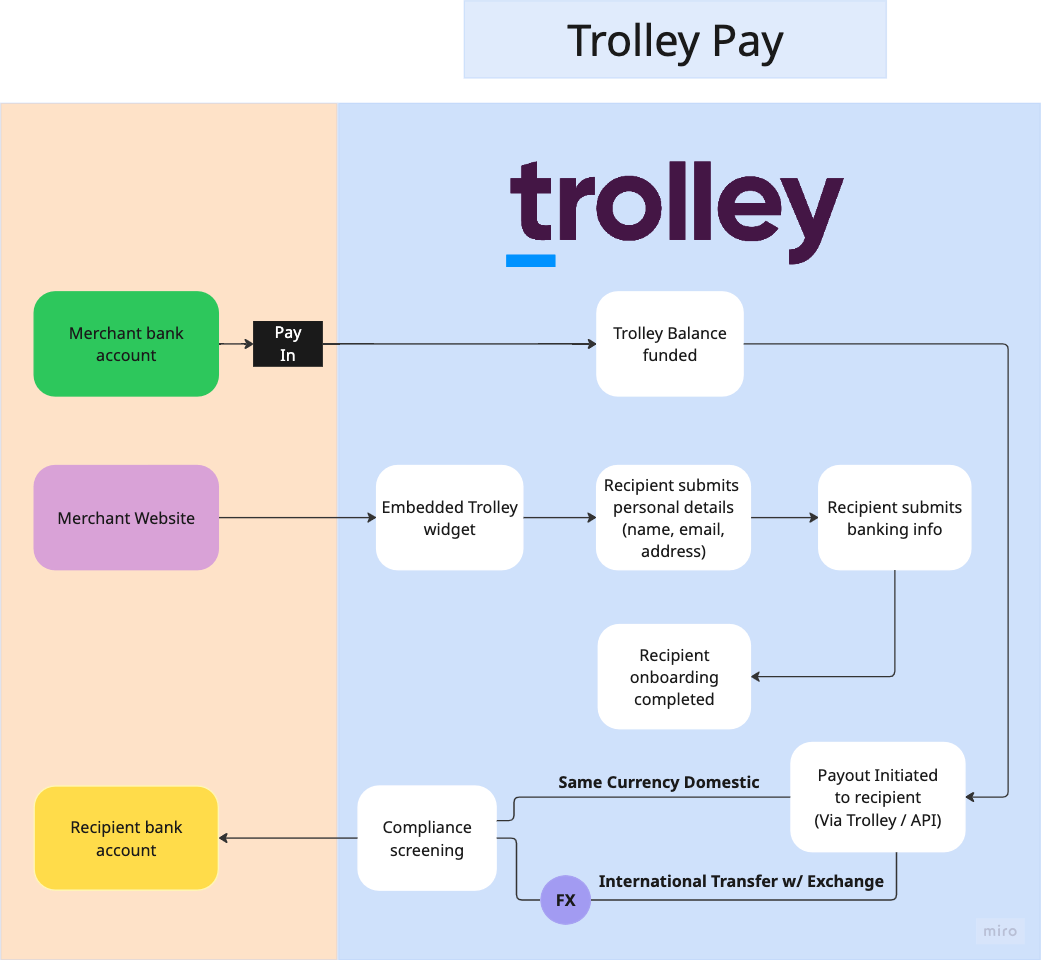 Trolley Pay
trolley
Merchant bank
account
Pay
In
Trolley Balance
funded
Merchant Website
Embedded Trolley
widget
Recipient submits
personal details
(name, email,
address)
Recipient submits
banking info
Recipient
onboarding
completed
Same Currency Domestic
Payout Initiated
to recipient
(Via Trolley / API)
Recipient bank
account
Compliance
screening
International Transfer w/ Exchange
FX
miro